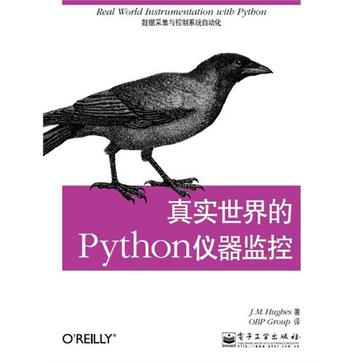 Real World Instrumentation with Python
数据采集与控制系统自动化
真实世界的
Python仪器监控
J.M.Hughes 著
OBP Group 译
O'REILLY®
电子工业出版社